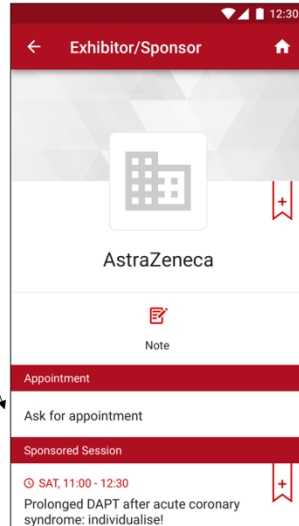 12:30
Exhibitor/Sponsor
+
AstraZeneca
Note
Appointment
Ask for appointment
Sponsored Session
SAT, 11:00 - 12:30
+
Prolonged DAPT after acute coronary
syndrome: individualise!